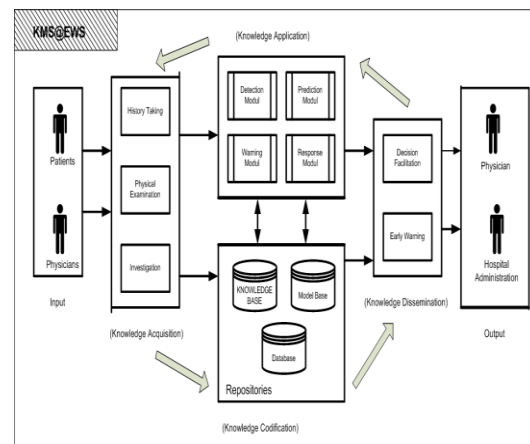 KMS@EWS
(Knowledge Application)
History Taking
Detection
Modul
Prediction
Modul
Patients
Physical
Examination
Warning
Modul
Response
Modul
Decision
Facilitation
Physician
Physicians
Investigation
KNOWLEDGE
BASE
Model Base
Early Warning
Hospital
Administration
Input
(Knowledge Acquisition)
Database
(Knowledge Dissemination)
Output
Repositories
(Knowledge Codification)